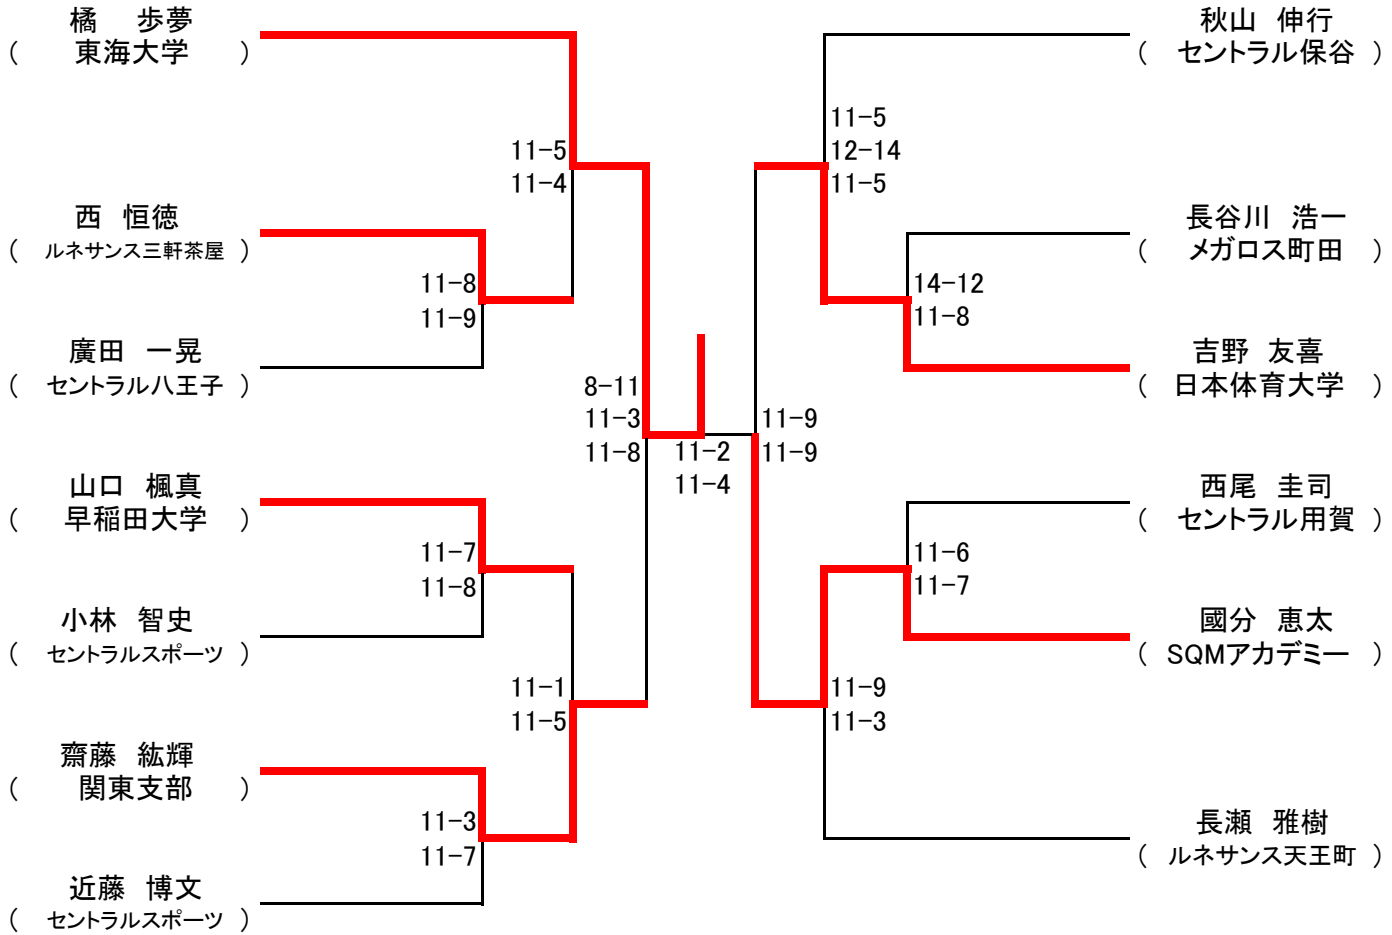 橘 歩夢
( 東海大学 )
西 恒徳
( ルネサンス三軒茶屋 )
廣田 一晃
( セントラル八王子 )
山口 楓真
( 早稲田大学 )
小林 智史
( セントラルスポーツ )
齋藤 紘輝
( 関東支部 )
近藤 博文
( セントラルスポーツ )
11-8
11-9
11-7
11-8
11-3
11-7
11-5
11-4
11-1
11-5
8-11
11-3
11-8
11-2
11-4
11-9
11-9
11-5
12-14
11-5
11-9
11-3
14-12
11-8
11-6
11-7
秋山 伸行
( セントラル保谷 )
長谷川 浩一
( メガロス町田 )
吉野 友喜
( 日本体育大学 )
西尾 圭司
( セントラル用賀 )
國分 恵太
( SQMアカデミー )
長瀬 雅樹
( ルネサンス天王町 )